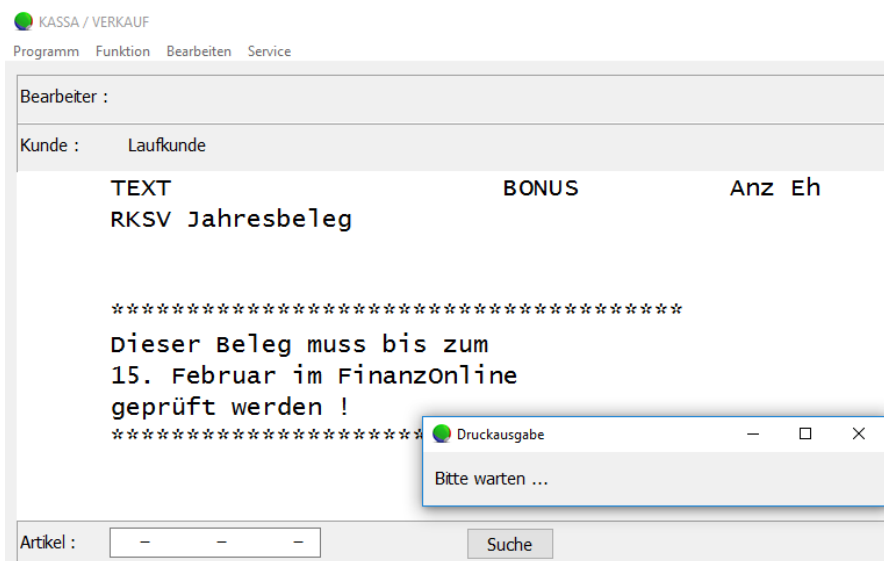 KASSA / VERKAUF
Programm Funktion Bearbeiten Service
Bearbeiter :
Kunde : Laufkunde
TEXT BONUS Anz Eh
RKSV Jahresbeleg
**************************************
Dieser Beleg muss bis zum
15. Februar im FinanzOnline
geprüft werden !
*********************
Druckausgabe
Bitte warten ...
Artikel : – – – Suche